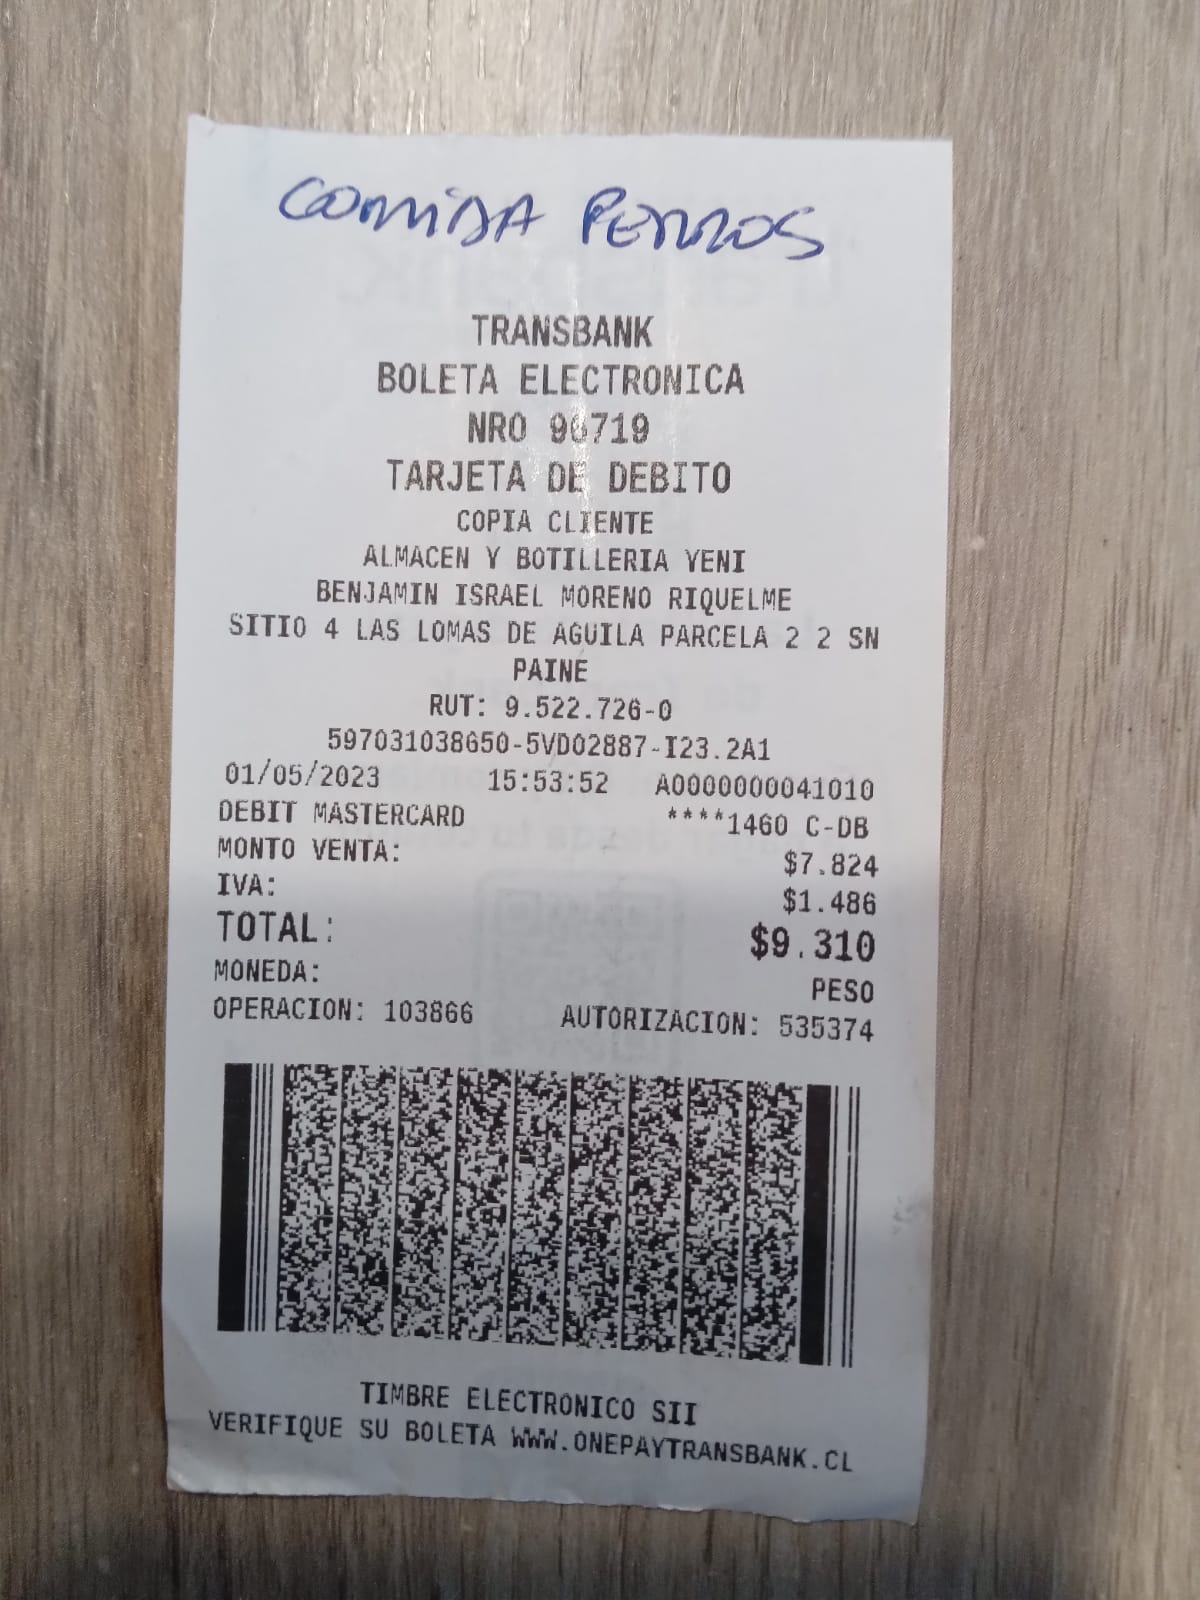 COMIDA PERROS
TRANSBANK
BOLETA ELECTRONICA
NRO 96719
TARJETA DE DEBITO
COPIA CLIENTE
ALMACEN Y BOTILLERIA YENI
BENJAMIN ISRAEL MORENO RIQUELME
SITIO 4 LAS LOMAS DE AGUILA PARCELA 2 2 SN
PAINE
RUT: 9.522.726-0
597031038650-5VD02887-I23.2A1
01/05/2023 15:53:52 A0000000041010
DEBIT MASTERCARD ****1460 C-DB
MONTO VENTA: $7.824
IVA: $1.486
TOTAL: $9.310
MONEDA: PESO
OPERACION: 103866 AUTORIZACION: 535374
TIMBRE ELECTRONICO SII
VERIFIQUE SU BOLETA WWW.ONEPAYTRANSBANK.CL